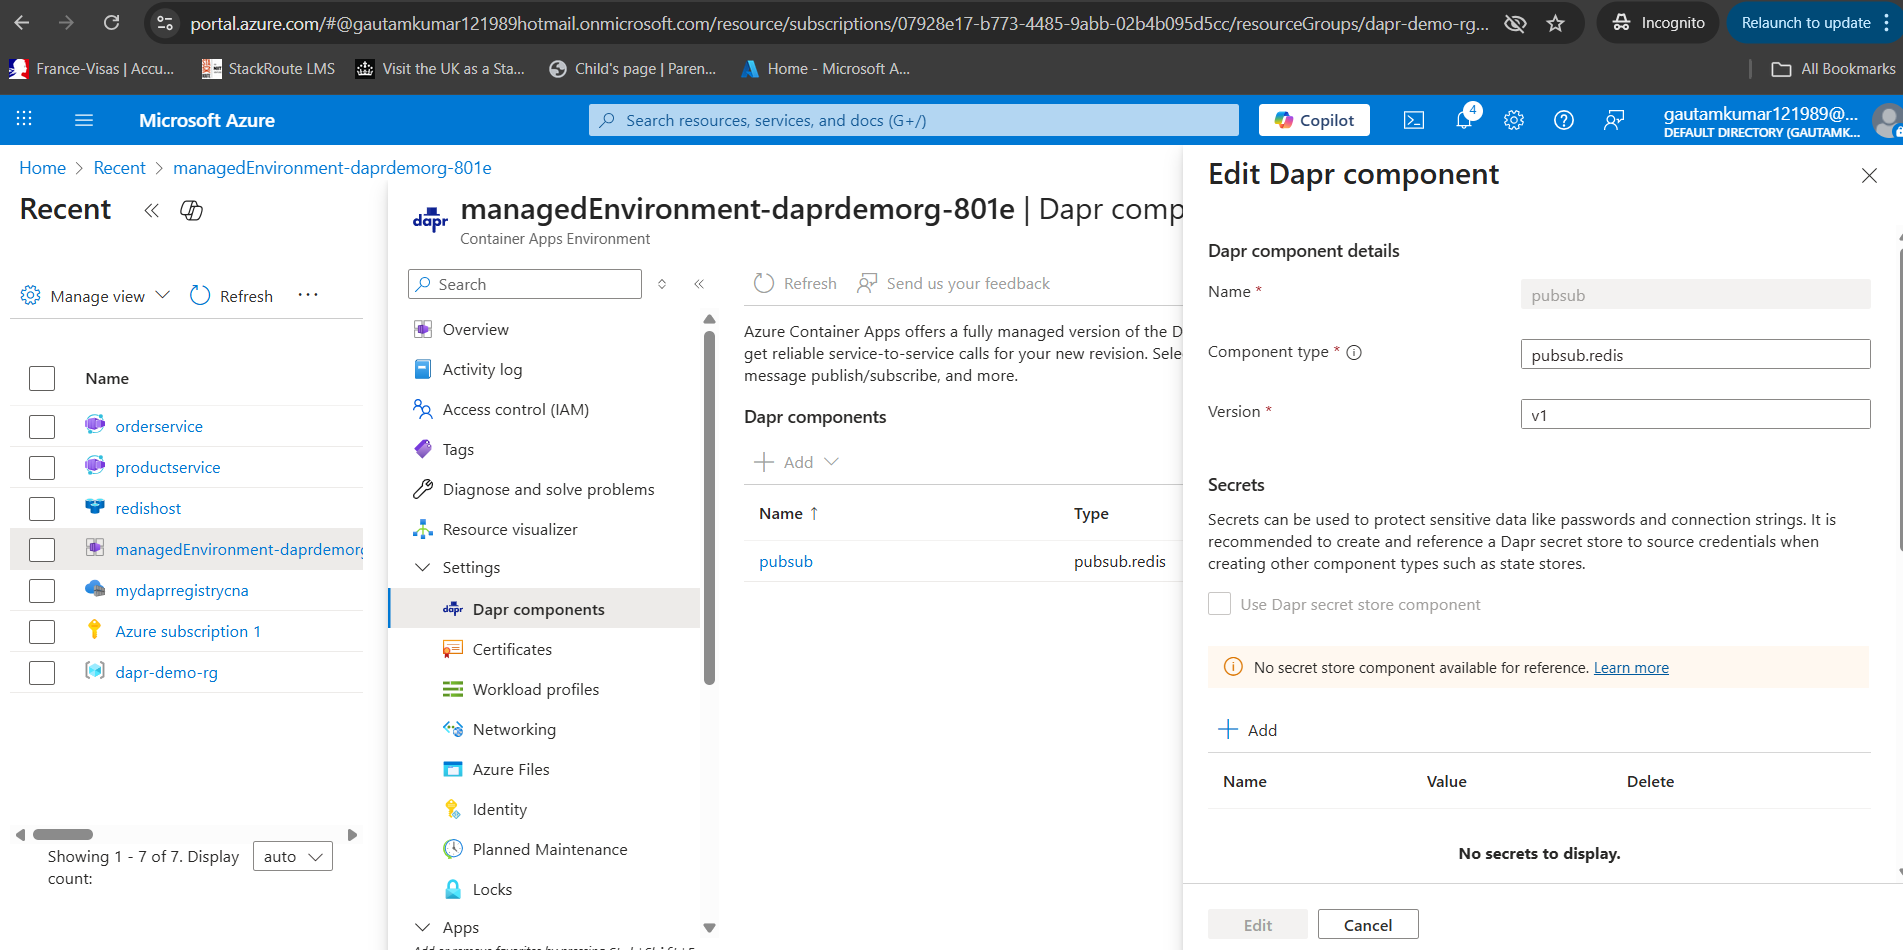 portal.azure.com/#@gautamkumar121989hotmail.onmicrosoft.com/resource/subscriptions/07928e17-b773-4485-9abb-02b4b095d5cc/resourceGroups/dapr-demo-rg...
Incognito
Relaunch to update
France-Visas | Accu...
StackRoute LMS
Visit the UK as a Sta...
Child's page | Paren...
Home - Microsoft A...
All Bookmarks
Microsoft Azure
Search resources, services, and docs (G+/)
Copilot
4
gautamkumar121989@...
DEFAULT DIRECTORY (GAUTAMK...
Home > Recent > managedEnvironment-daprdemorg-801e
Recent
Manage view
Refresh
Name
orderservice
productservice
redishost
managedEnvironment-daprdemorg
mydaprregistrycna
Azure subscription 1
dapr-demo-rg
Showing 1 - 7 of 7. Display
count:
auto
dapr
managedEnvironment-daprdemorg-801e | Dapr comp
Container Apps Environment
Search
Overview
Activity log
Access control (IAM)
Tags
Diagnose and solve problems
Resource visualizer
Settings
dapr
Dapr components
Certificates
Workload profiles
Networking
Azure Files
Identity
Planned Maintenance
Locks
Apps
Refresh
Send us your feedback
Azure Container Apps offers a fully managed version of the D
get reliable service-to-service calls for your new revision. Sele
message publish/subscribe, and more.
Dapr components
Add
Name ↑
Type
pubsub
pubsub.redis
Edit Dapr component
Dapr component details
Name *
pubsub
Component type *
pubsub.redis
Version *
v1
Secrets
Secrets can be used to protect sensitive data like passwords and connection strings. It is
recommended to create and reference a Dapr secret store to source credentials when
creating other component types such as state stores.
Use Dapr secret store component
No secret store component available for reference. Learn more
Add
Name
Value
Delete
No secrets to display.
Edit
Cancel